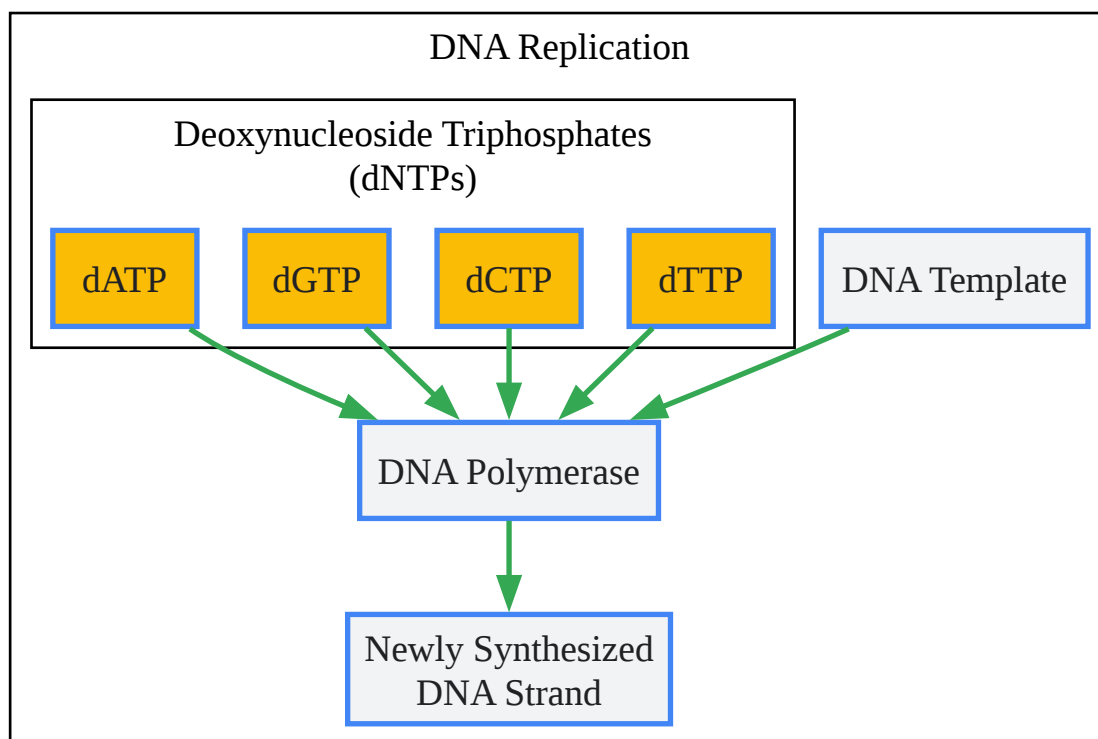 DNA Replication
Deoxynucleoside Triphosphates
(dNTPs)
dATP
dGTP
dCTP
dTTP
DNA Template
DNA Polymerase
Newly Synthesized
DNA Strand